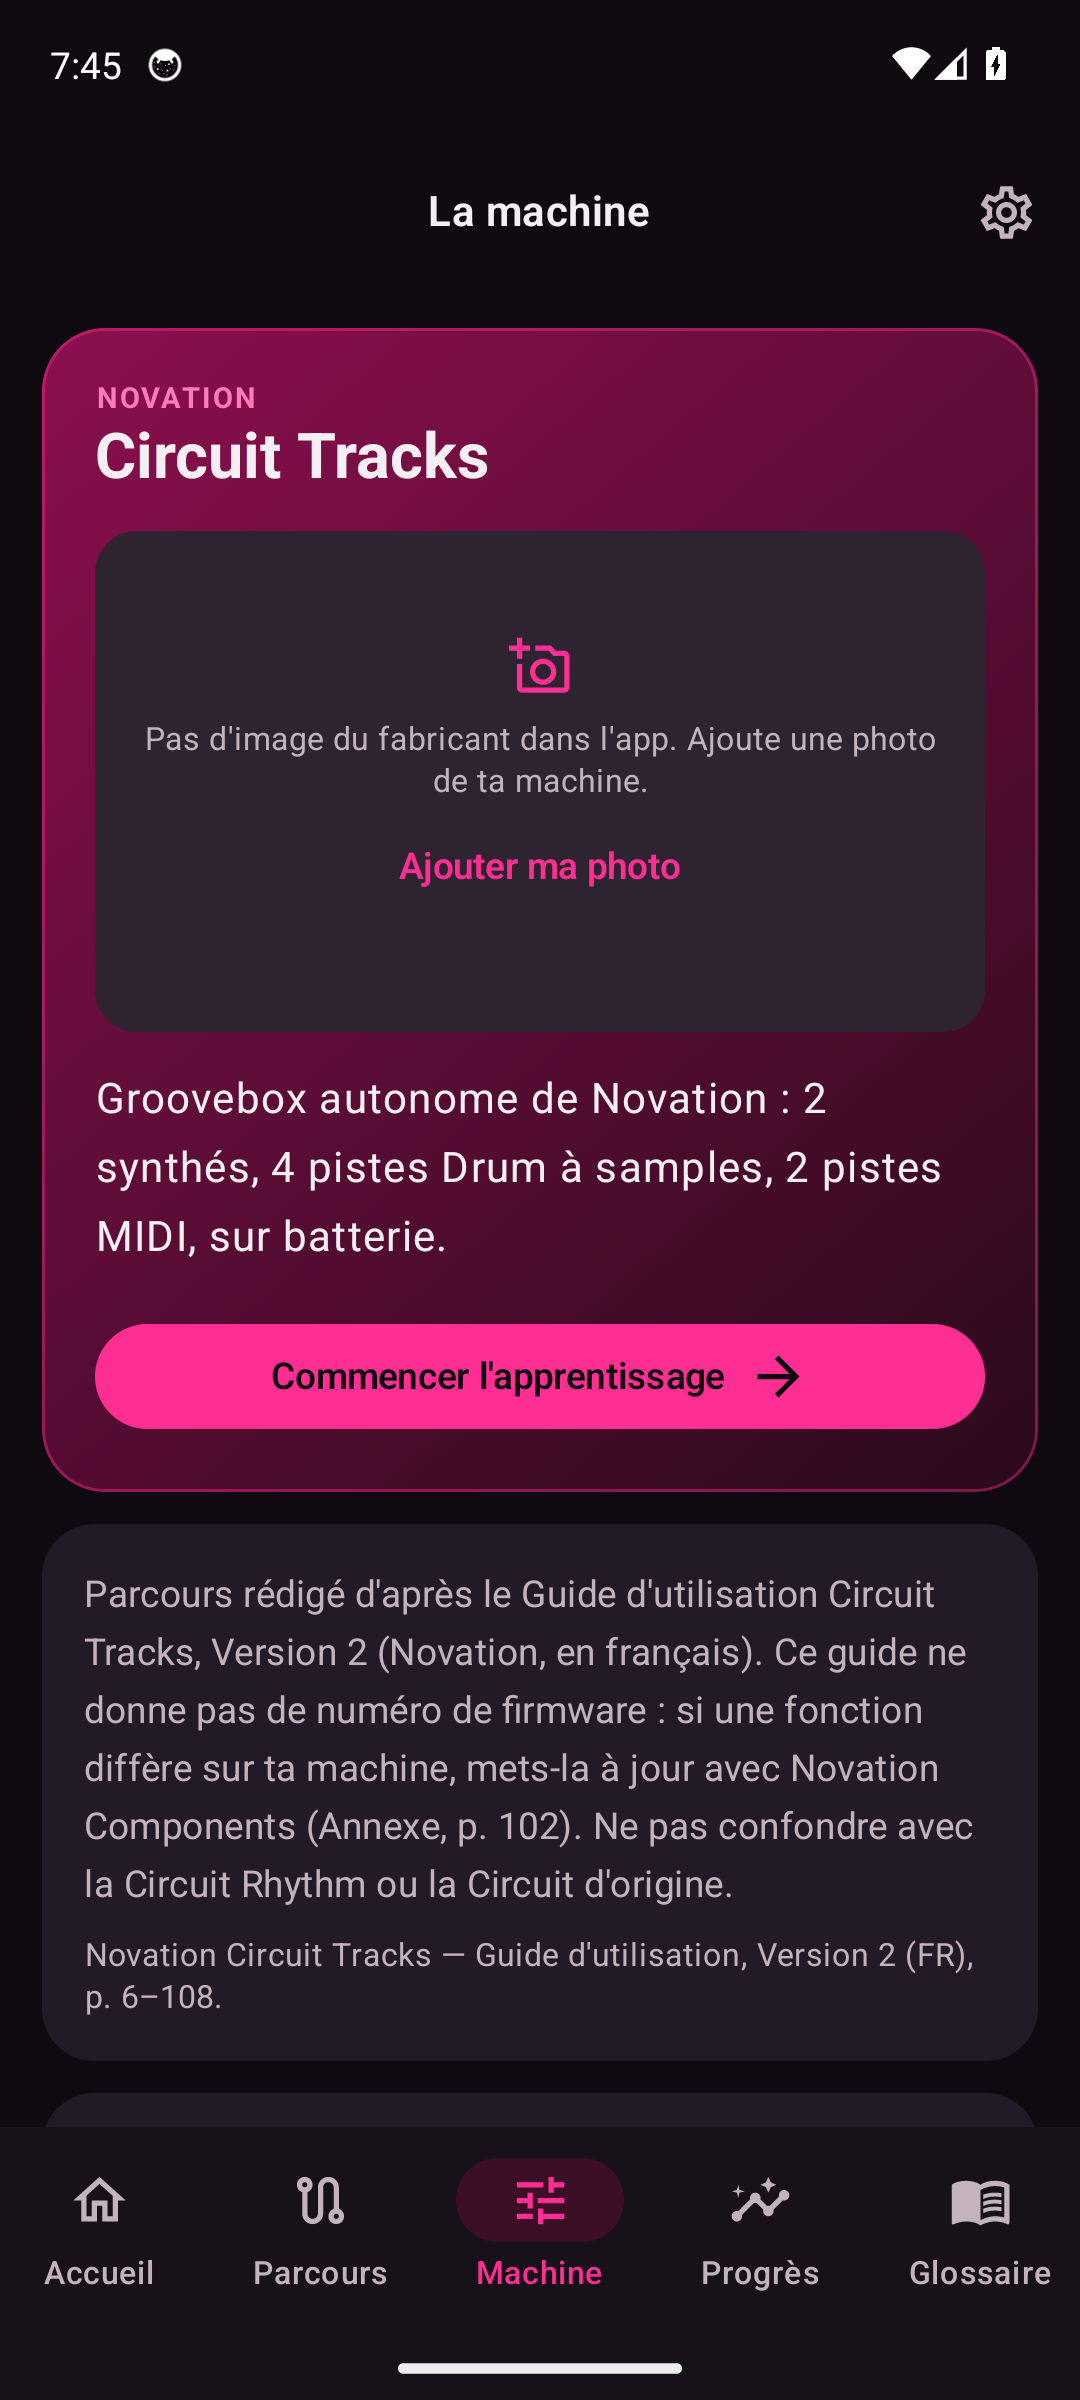 7:45
La machine
NOVATION
Circuit Tracks
Pas d'image du fabricant dans l'app. Ajoute une photo
de ta machine.
Ajouter ma photo
Groovebox autonome de Novation : 2
synthés, 4 pistes Drum à samples, 2 pistes
MIDI, sur batterie.
Commencer l'apprentissage
Parcours rédigé d'après le Guide d'utilisation Circuit
Tracks, Version 2 (Novation, en français). Ce guide ne
donne pas de numéro de firmware : si une fonction
diffère sur ta machine, mets-la à jour avec Novation
Components (Annexe, p. 102). Ne pas confondre avec
la Circuit Rhythm ou la Circuit d'origine.
Novation Circuit Tracks — Guide d'utilisation, Version 2 (FR),
p. 6–108.
Accueil
Parcours
Machine
Progrès
Glossaire